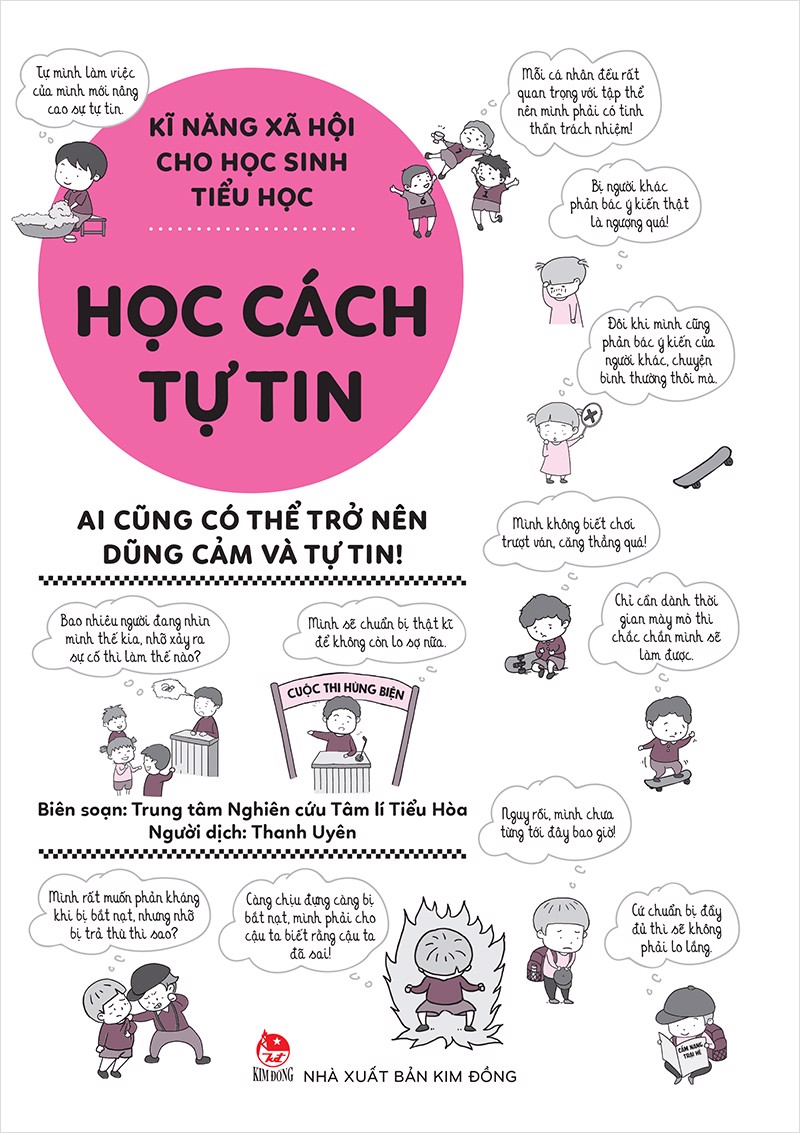 Tự mình làm việc
của mình mới nâng
cao sự tự tin.
KĨ NĂNG XÃ HỘI
CHO HỌC SINH
TIỂU HỌC
HỌC CÁCH
TỰ TIN
Mỗi cá nhân đều rất
quan trọng với tập thể
nên mình phải có tinh
thần trách nhiệm!
6
Bị người khác
phản bác ý kiến thật
là ngượng quá!
Đôi khi mình cũng
phản bác ý kiến của
người khác, chuyện
bình thường thôi mà.
AI CŨNG CÓ THỂ TRỞ NÊN
DŨNG CẢM VÀ TỰ TIN!
Mình không biết chơi
trượt ván, căng thẳng quá!
Chỉ cần dành thời
gian mày mò thì
chắc chắn mình sẽ
làm được.
Bao nhiêu người đang nhìn
mình thế kia, nhỡ xảy ra
sự cố thì làm thế nào?
Mình sẽ chuẩn bị thật kĩ
để không còn lo sợ nữa.
CUỘC THI HÙNG BIỆN
Biên soạn: Trung tâm Nghiên cứu Tâm lí Tiểu Hòa
Người dịch: Thanh Uyên
Nguy rồi, mình chưa
từng tới đây bao giờ!
Mình rất muốn phản kháng
khi bị bắt nạt, nhưng nhỡ
bị trả thù thì sao?
Càng chịu đựng càng bị
bắt nạt, mình phải cho
cậu ta biết rằng cậu ta
đã sai!
Cứ chuẩn bị đầy
đủ thì sẽ không
phải lo lắng.
CẨM NANG
TRẠI HÈ
KIM ĐỒNG
NHÀ XUẤT BẢN KIM ĐỒNG